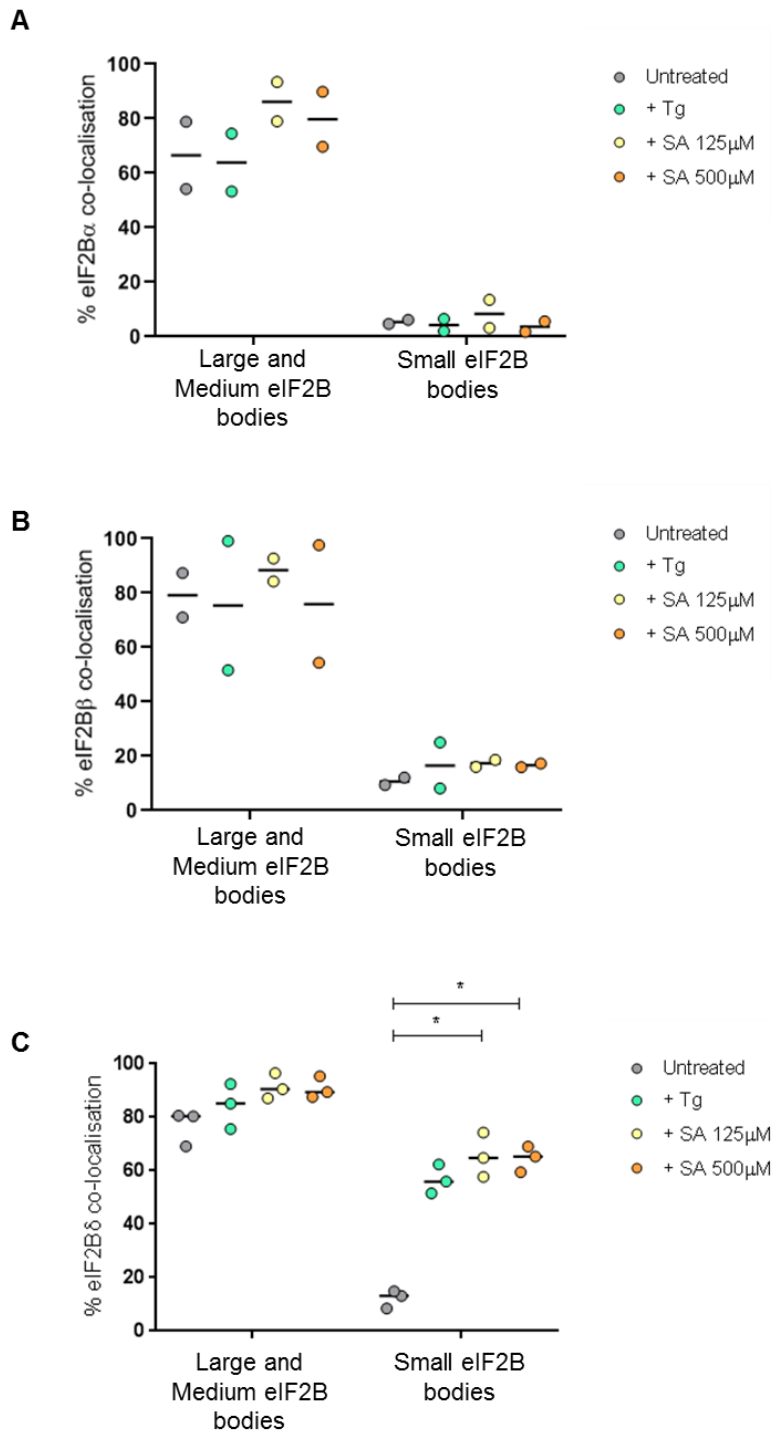 A
% eIF2Bα co-localisation
100
80
60
40
20
0
Large and
Medium eIF2B
bodies
Small eIF2B
bodies
Untreated
+ Tg
+ SA 125μM
+ SA 500μM
B
% eIF2Bβ co-localisation
100
80
60
40
20
0
Large and
Medium eIF2B
bodies
Small eIF2B
bodies
Untreated
+ Tg
+ SA 125μM
+ SA 500μM
C
% eIF2Bδ co-localisation
100
80
60
40
20
0
*
*
Large and
Medium eIF2B
bodies
Small eIF2B
bodies
Untreated
+ Tg
+ SA 125μM
+ SA 500μM